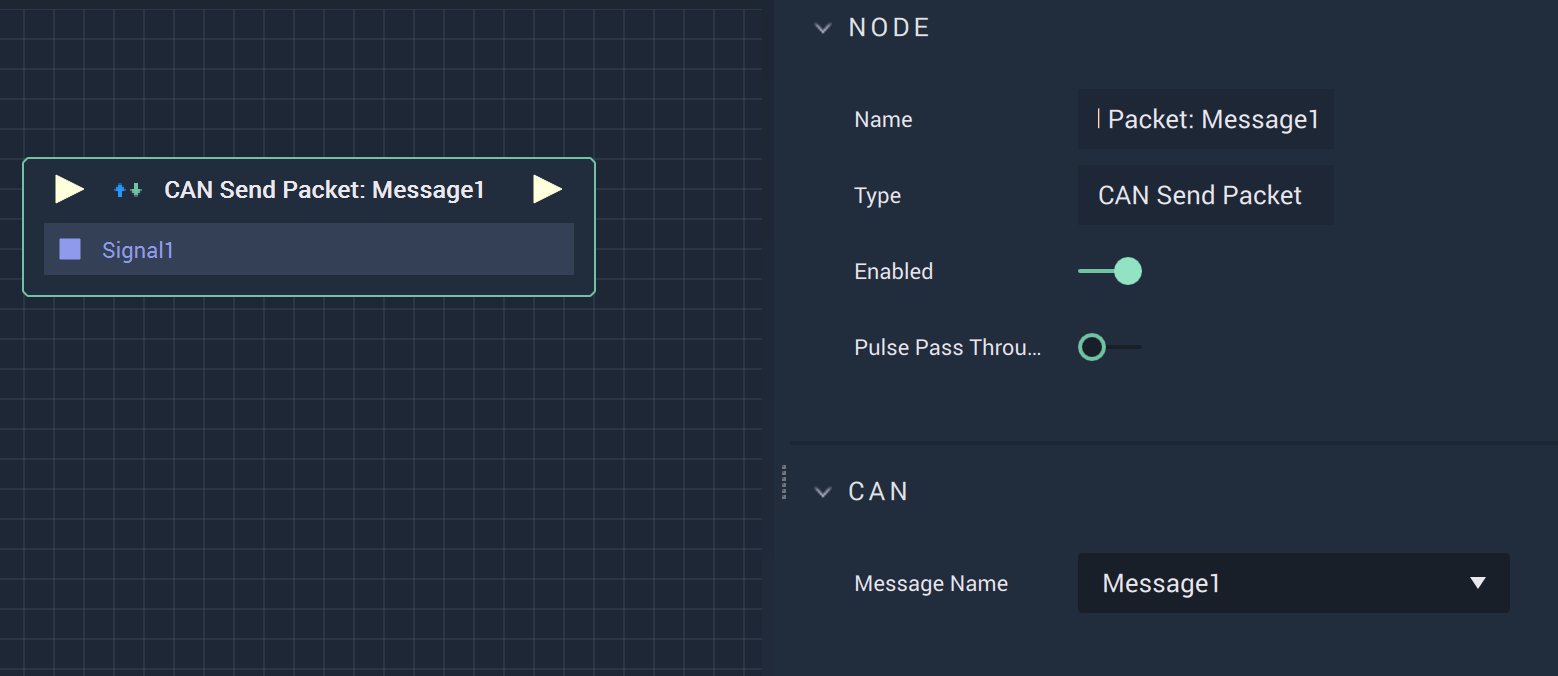 CAN Send Packet: Message1
Signal1
NODE
Name
Packet: Message1
Type
CAN Send Packet
Enabled
Pulse Pass Throu...
CAN
Message Name
Message1